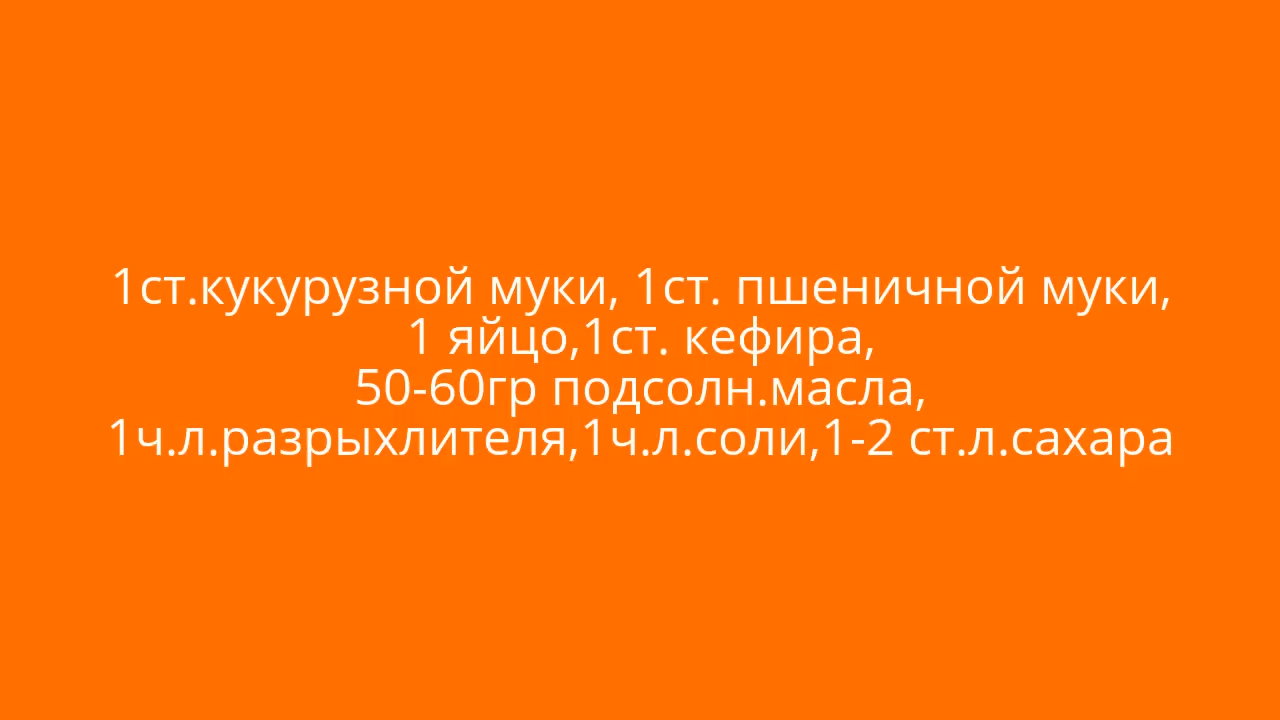 1ст.кукурузной муки, 1ст. пшеничной муки,
1 яйцо,1ст. кефира,
50-60гр подсолн.масла,
1ч.л.разрыхлителя,1ч.л.соли,1-2 ст.л.сахара